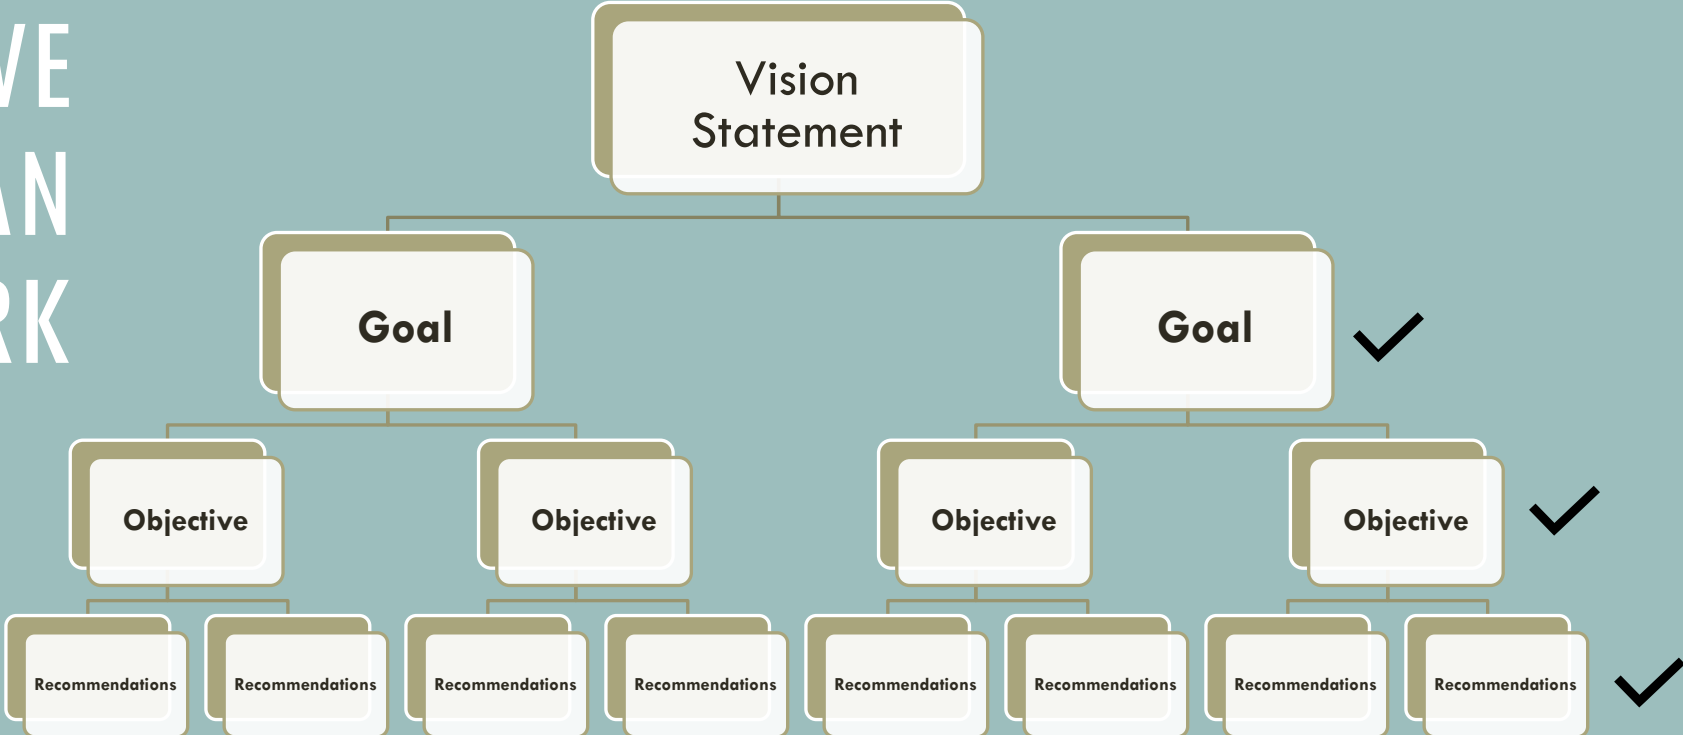 VE
AN
RK
Vision
Statement
Goal
Goal
Objective
Objective
Objective
Objective
Recommendations
Recommendations
Recommendations
Recommendations
Recommendations
Recommendations
Recommendations
Recommendations